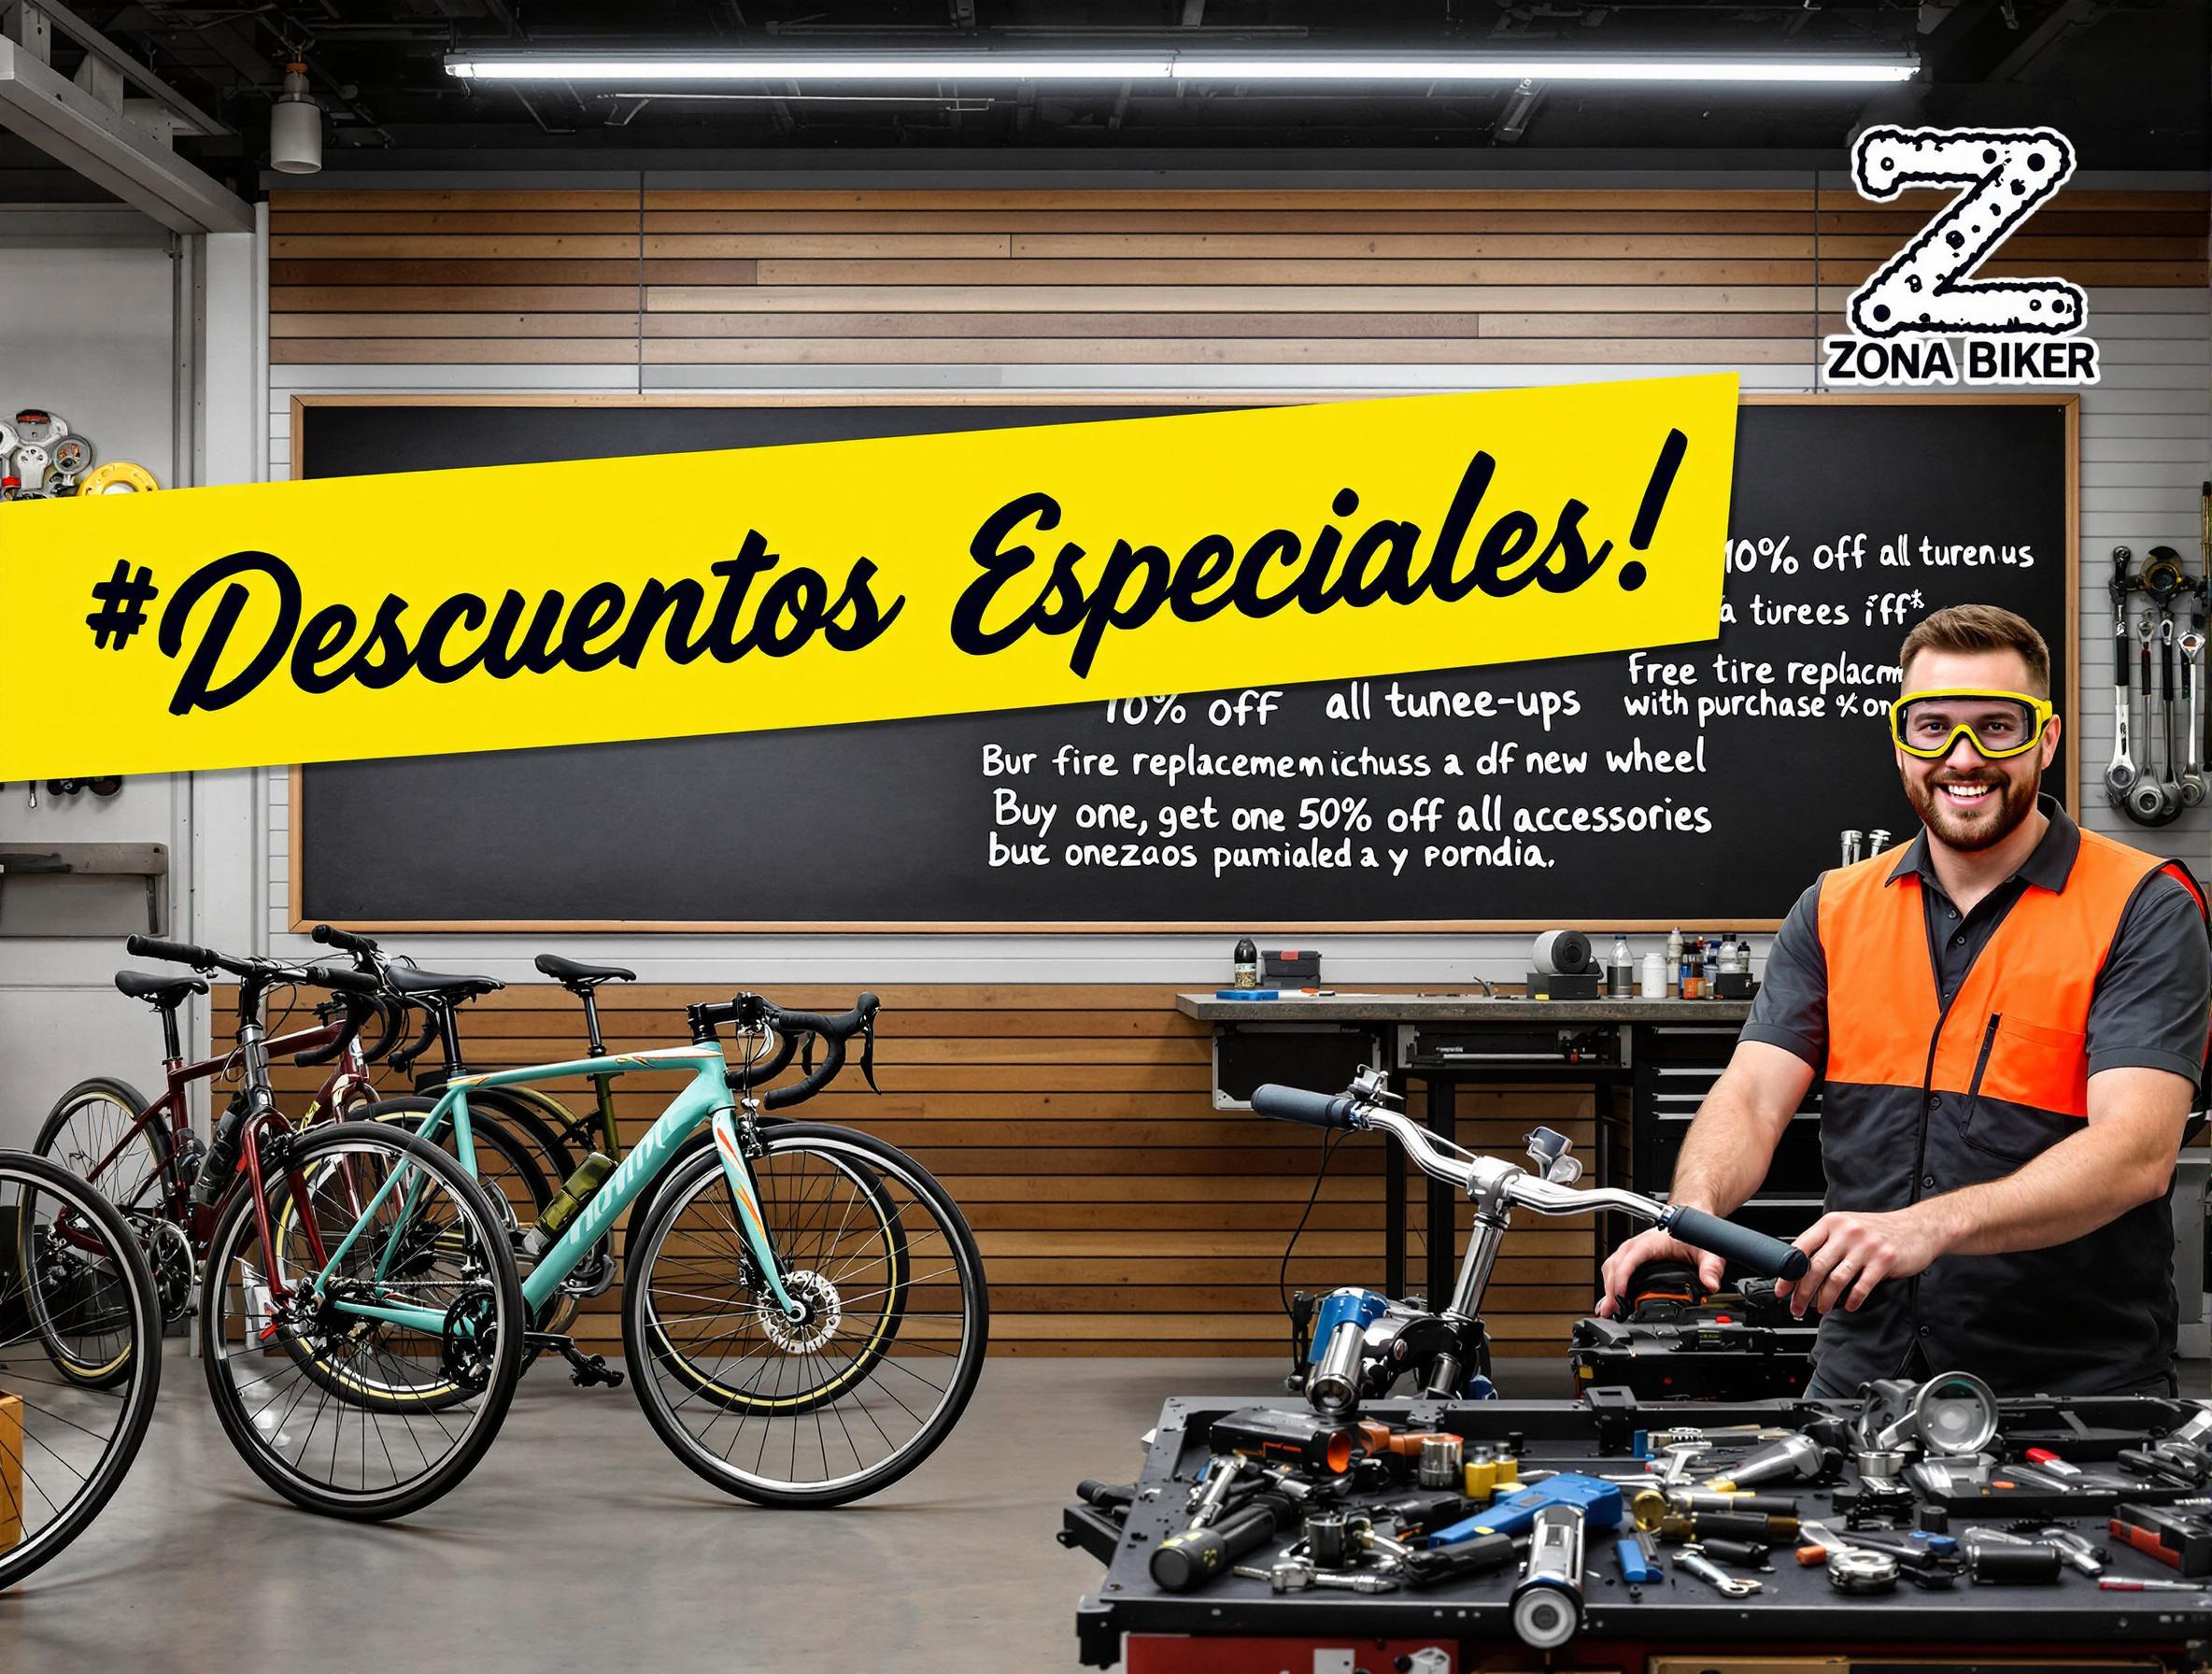 ZONA BIKER
#Descuentos Especiales!
10% off all turenus
a turees iff*
Free tire replacm
with purchase % on
10% off all tunee-ups
Bur fire replacemem ichuss a df new wheel
Buy one, get one 50% off all accessories
buc onezaos pumialed a y porndia.